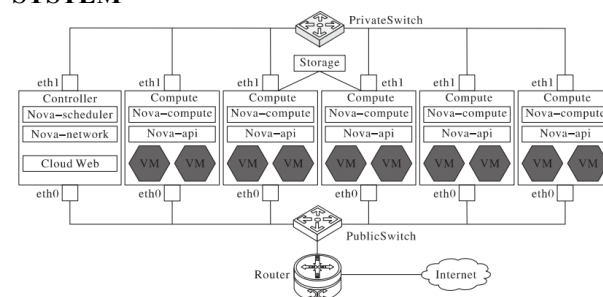 SYSTEM
PrivateSwitch
Storage
eth1 eth1 eth1 eth1 eth1
Controller Compute Compute Compute Compute Compute
Nova-scheduler Nova-compute Nova-compute Nova-compute Nova-compute Nova-compute
Nova-network Nova-api Nova-api Nova-api Nova-api Nova-api
Cloud Web VM VM VM VM VM VM VM VM VM VM
eth0 eth0 eth0 eth0 eth0 eth0
PublicSwitch
Router
Internet